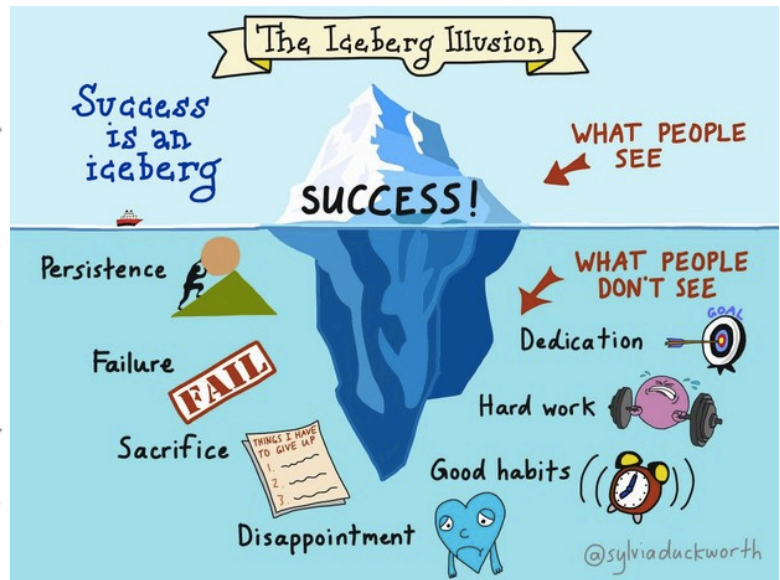 The Iceberg Illusion
Success
is an
iceberg
WHAT PEOPLE
SEE
SUCCESS!
WHAT PEOPLE
DON'T SEE
Persistence
Failure
FAIL
Sacrifice
THINGS I HAVE
TO GIVE UP
1.
2.
3.
Disappointment
Dedication
GOAL
Hard work
Good habits
@sylviaduckworth